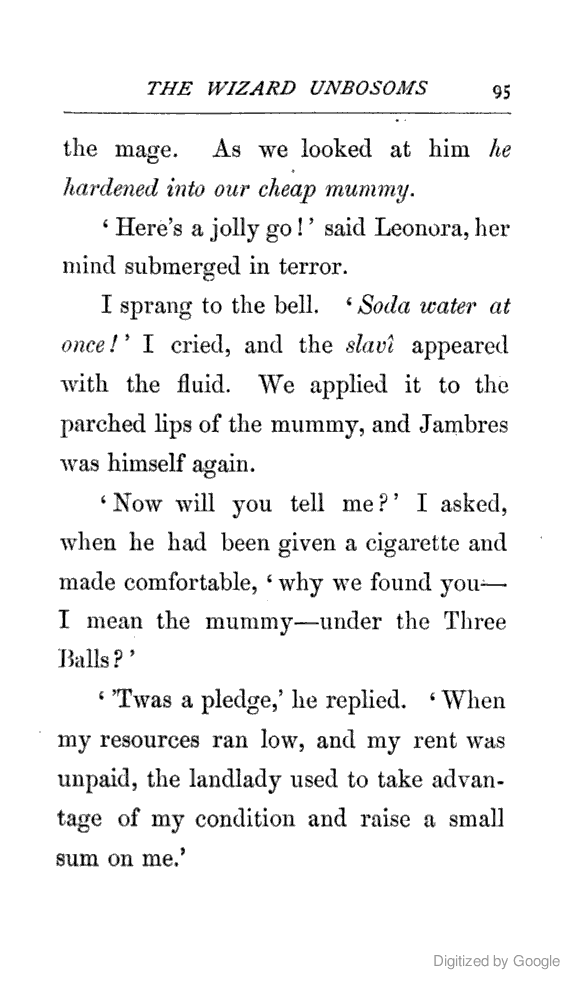 THE WIZARD UNBOSOMS 95
the mage. As we looked at him he
hardened into our cheap mummy.
‘Here’s a jolly go!’ said Leonora, her
mind submerged in terror.
I sprang to the bell. ‘Soda water at
once!’ I cried, and the slavî appeared
with the fluid. We applied it to the
parched lips of the mummy, and Jambres
was himself again.
‘Now will you tell me?’ I asked,
when he had been given a cigarette and
made comfortable, ‘why we found you—
I mean the mummy—under the Three
Balls?’
‘’Twas a pledge,’ he replied. ‘When
my resources ran low, and my rent was
unpaid, the landlady used to take advan-
tage of my condition and raise a small
sum on me.’
Digitized by Google